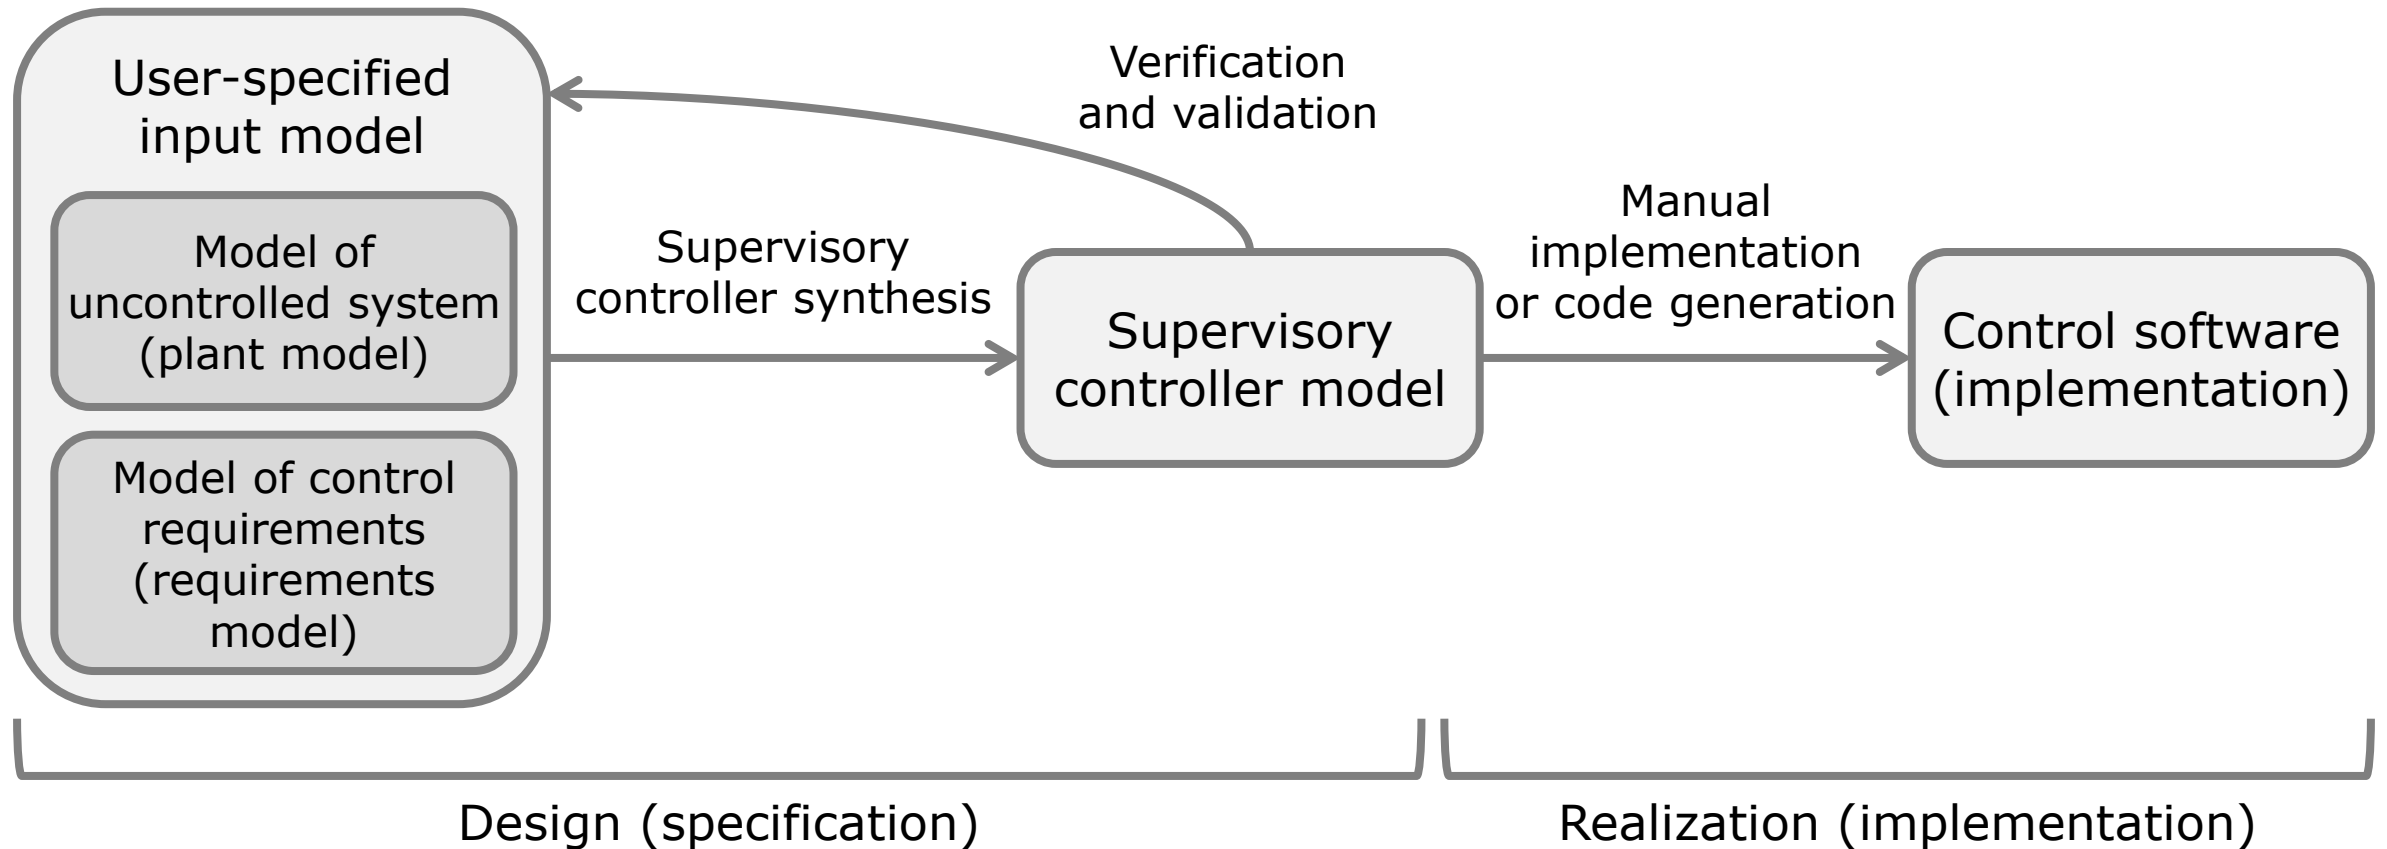 User-specified
input model
Model of
uncontrolled system
(plant model)
Model of control
requirements
(requirements
model)
Supervisory
controller synthesis
Verification
and validation
Supervisory
controller model
Manual
implementation
or code generation
Control software
(implementation)
Design (specification)
Realization (implementation)